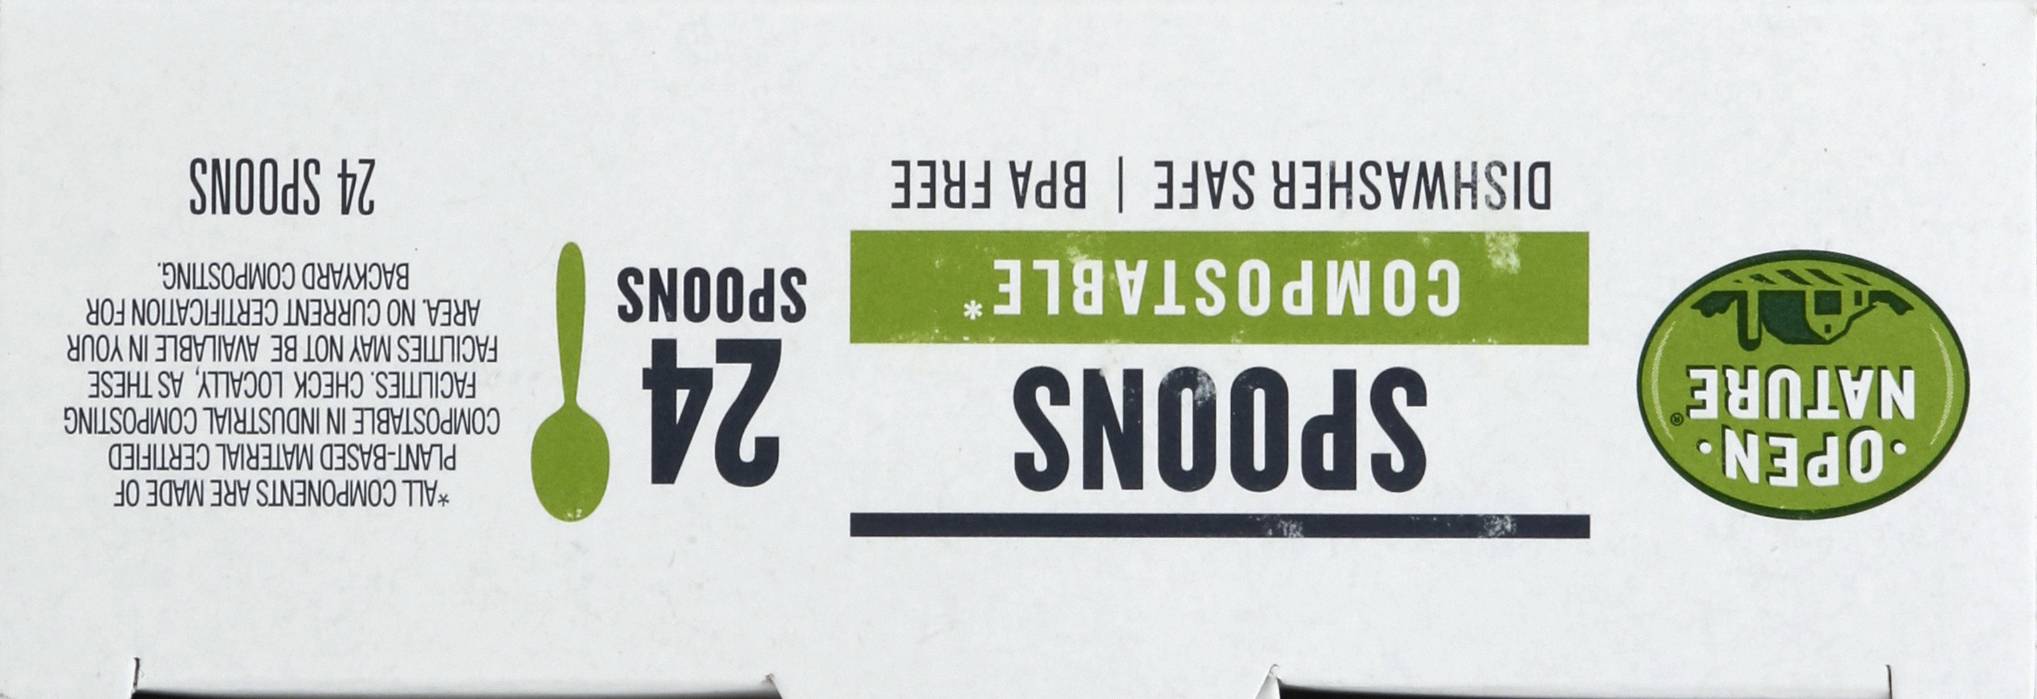 ·OPEN·
NATURE®
SPOONS
COMPOSTABLE*
DISHWASHER SAFE | BPA FREE
24
SPOONS
*ALL COMPONENTS ARE MADE OF
PLANT-BASED MATERIAL CERTIFIED
COMPOSTABLE IN INDUSTRIAL COMPOSTING
FACILITIES. CHECK LOCALLY, AS THESE
FACILITIES MAY NOT BE AVAILABLE IN YOUR
AREA. NO CURRENT CERTIFICATION FOR
BACKYARD COMPOSTING.
24 SPOONS